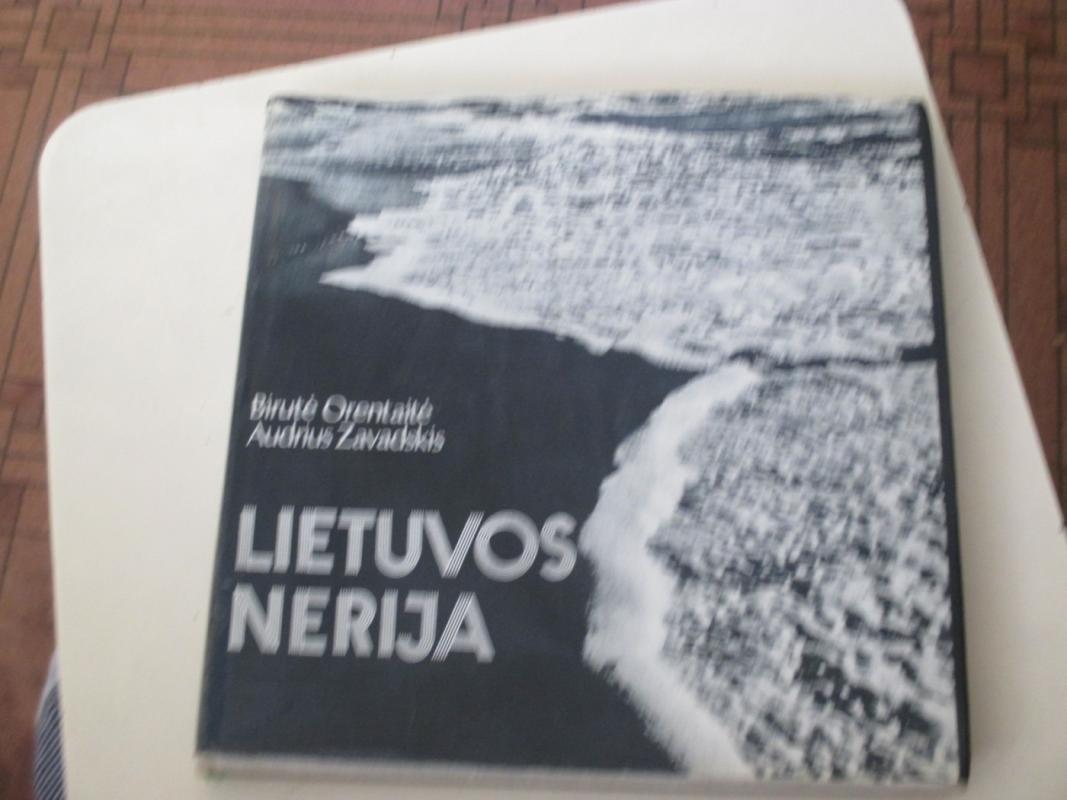 Birutė Orentaitė
Audrius Zavadskis
LIETUVOS
NERIJA